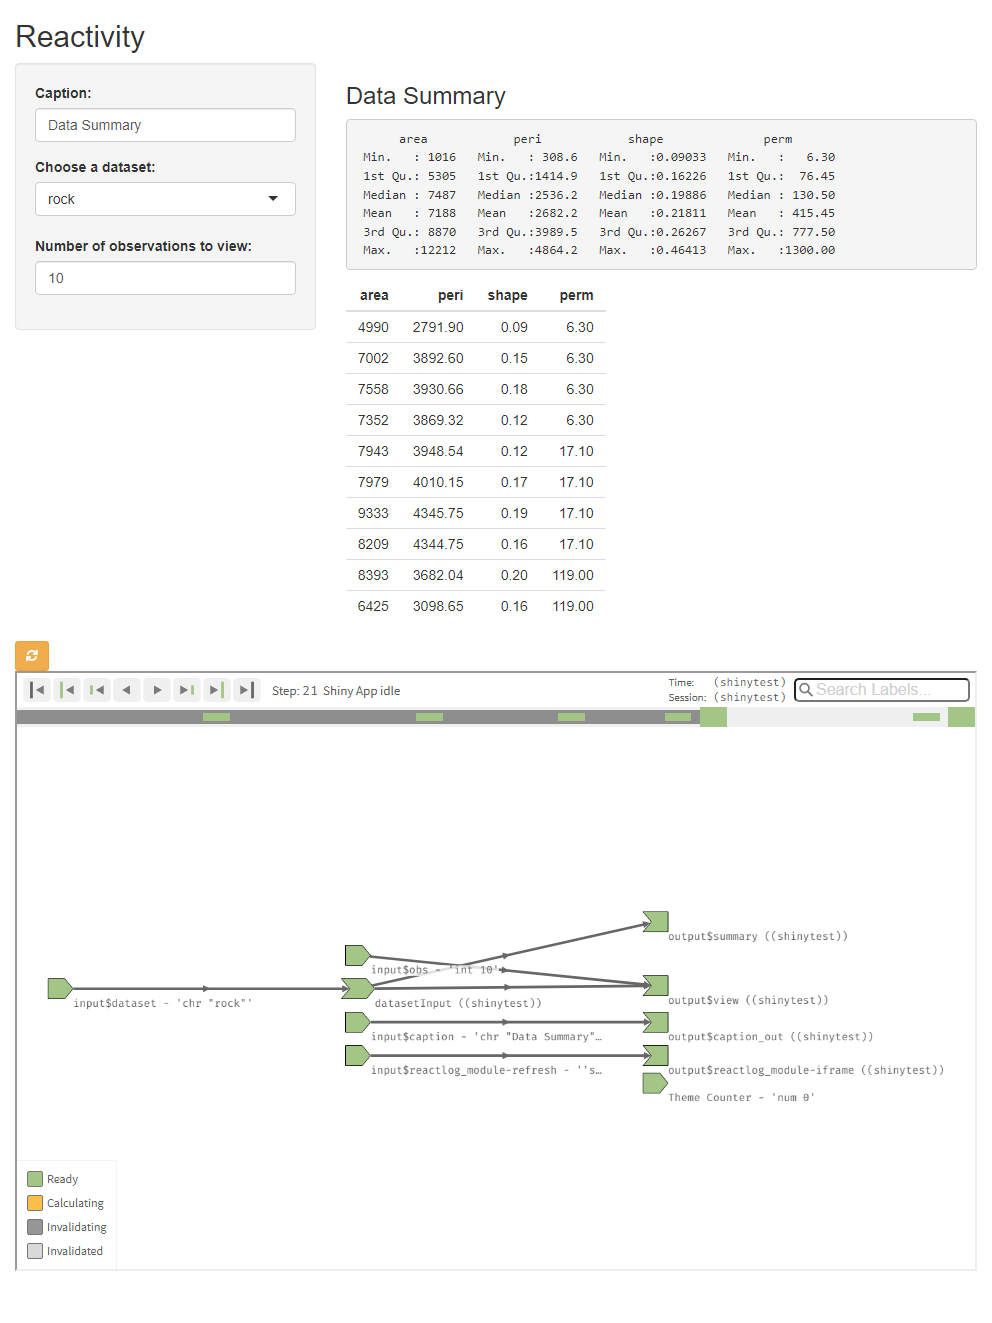 Reactivity
Caption:
Data Summary
Choose a dataset:
rock
Number of observations to view:
10
Data Summary
area peri shape perm
Min. : 1016 Min. : 308.6 Min. :0.09033 Min. : 6.30
1st Qu.: 5305 1st Qu.:1414.9 1st Qu.:0.16226 1st Qu.: 76.45
Median : 7487 Median :2536.2 Median :0.19886 Median : 130.50
Mean : 7188 Mean :2682.2 Mean :0.21811 Mean : 415.45
3rd Qu.: 8870 3rd Qu.:3989.5 3rd Qu.:0.26267 3rd Qu.: 777.50
Max. :12212 Max. :4864.2 Max. :0.46413 Max. :1300.00
area peri shape perm
4990 2791.90 0.09 6.30
7002 3892.60 0.15 6.30
7558 3930.66 0.18 6.30
7352 3869.32 0.12 6.30
7943 3948.54 0.12 17.10
7979 4010.15 0.17 17.10
9333 4345.75 0.19 17.10
8209 4344.75 0.16 17.10
8393 3682.04 0.20 119.00
6425 3098.65 0.16 119.00
Step: 21 Shiny App idle
Time: (shinytest)
Session: (shinytest)
Search Labels...
output$summary ((shinytest))
input$obs - 'int 10'
input$dataset - 'chr "rock"'
datasetInput ((shinytest))
output$view ((shinytest))
input$caption - 'chr "Data Summary"…
output$caption_out ((shinytest))
input$reactlog_module-refresh - ''s…
output$reactlog_module-iframe ((shinytest))
Theme Counter - 'num 0'
Ready
Calculating
Invalidating
Invalidated